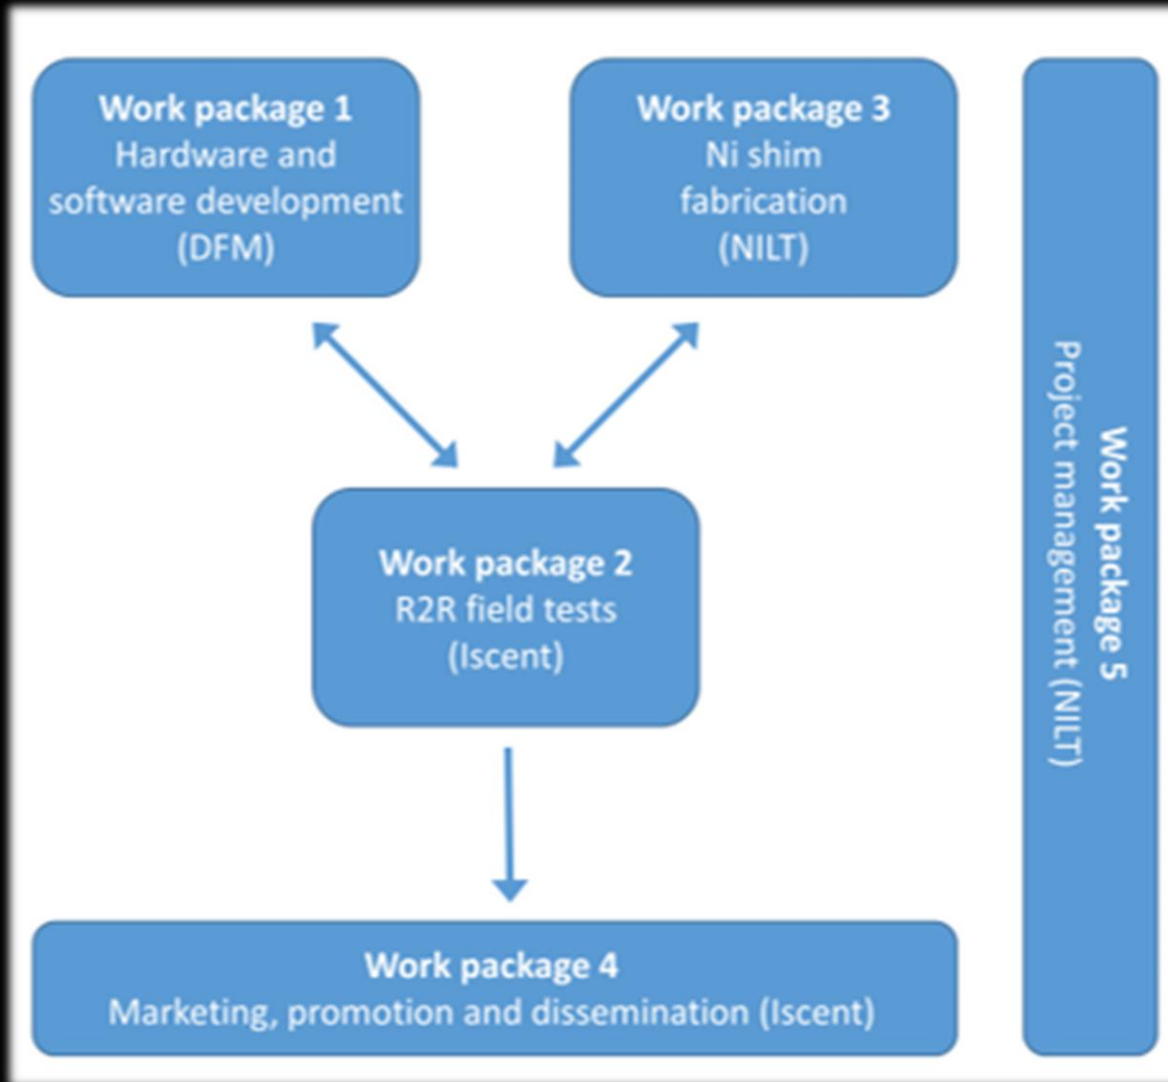 Work package 1
Hardware and
software development
(DFM)
Work package 3
Ni shim
fabrication
(NILT)
Work package 2
R2R field tests
(Iscent)
Work package 4
Marketing, promotion and dissemination (Iscent)
Work package 5
Project management (NILT)